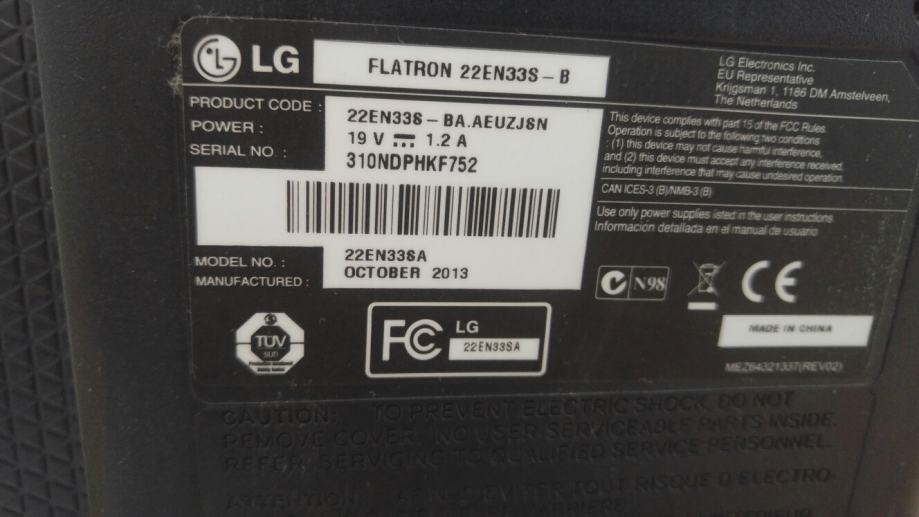 LG FLATRON 22EN33S-B
LG Electronics Inc.
EU Representative
Krijgsman 1, 1186 DM Amstelveen,
The Netherlands
PRODUCT CODE : 22EN33S-BA.AEUZJSN
POWER : 19 V ⎓ 1.2 A
SERIAL NO. : 310NDPHKF752
MODEL NO. : 22EN33SA
MANUFACTURED : OCTOBER 2013
This device complies with part 15 of the FCC Rules.
Operation is subject to the following two conditions
: (1) this device may not cause harmful interference,
and (2) this device must accept any interference received,
including interference that may cause undesired operation.
CAN ICES-3 (B)/NMB-3 (B)
Use only power supplies listed in the user instructions
Información detallada en el manual de usuario
N98
CE
TÜV
SÜD
FC LG
22EN33SA
MADE IN CHINA
MEZ64321337(REV02)
CAUTION: TO PREVENT ELECTRIC SHOCK, DO NOT
REMOVE COVER. NO USER SERVICEABLE PARTS INSIDE.
REFER SERVICING TO QUALIFIED SERVICE PERSONNEL.
RISQUE D'ELECTRO-